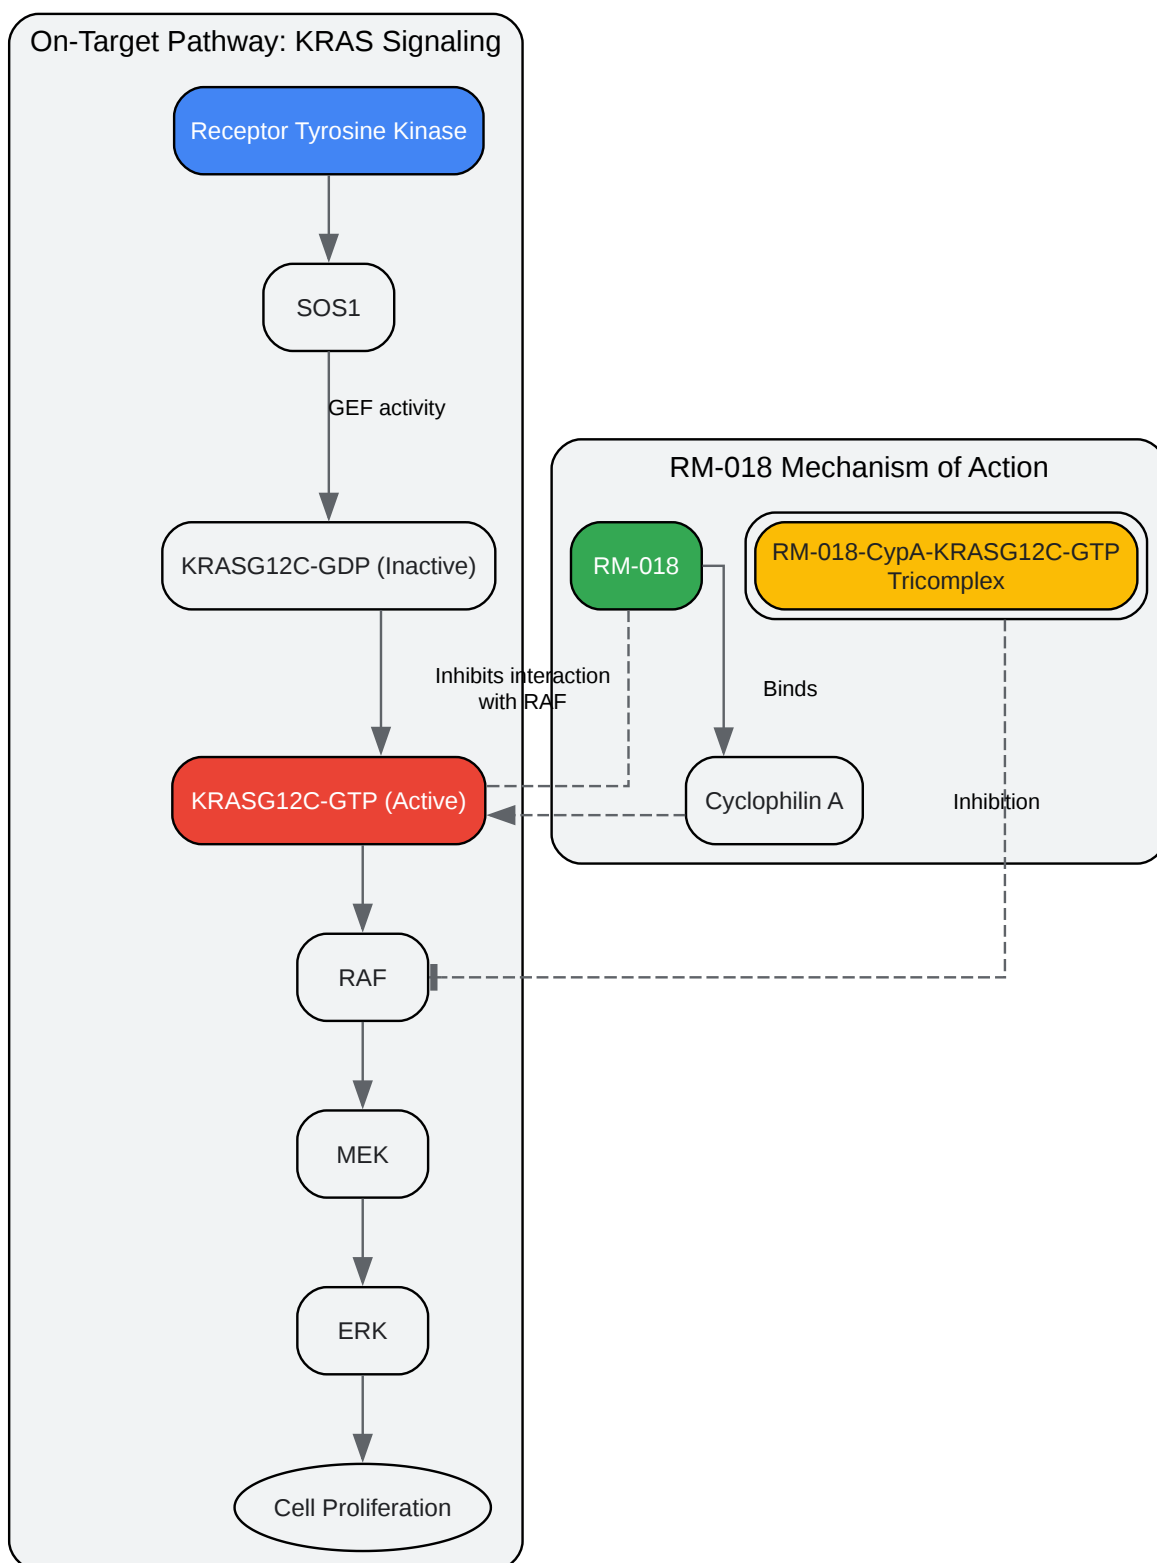 On-Target Pathway: KRAS Signaling
Receptor Tyrosine Kinase
SOS1
GEF activity
KRASG12C-GDP (Inactive)
KRASG12C-GTP (Active)
RAF
MEK
ERK
Cell Proliferation
Inhibits interaction
with RAF
RM-018 Mechanism of Action
RM-018
RM-018-CypA-KRASG12C-GTP
Tricomplex
Binds
Cyclophilin A
Inhibition